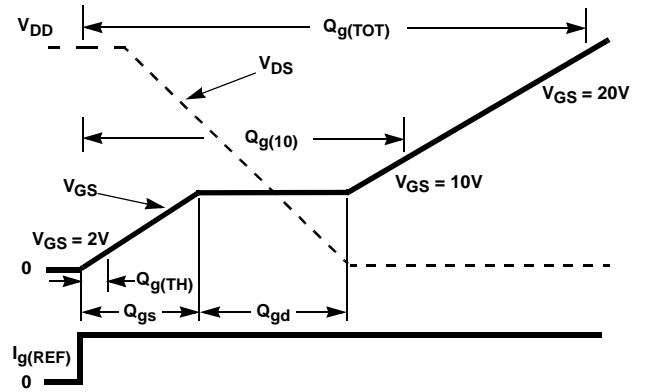 V_DD
Q_g(TOT)
V_DS
V_GS = 20V
Q_g(10)
V_GS
V_GS = 10V
V_GS = 2V
0
Q_g(TH)
Q_gs
Q_gd
I_g(REF)
0